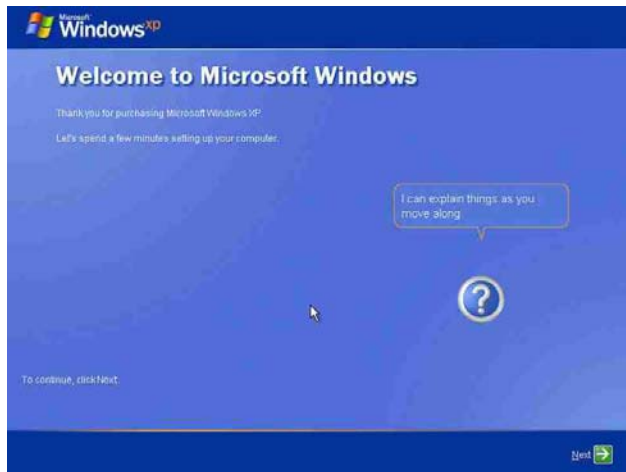 Microsoft
Windows xp
Welcome to Microsoft Windows
Thank you for purchasing Microsoft Windows XP
Let's spend a few minutes setting up your computer.
I can explain things as you
move along
?
To continue, click Next
Next